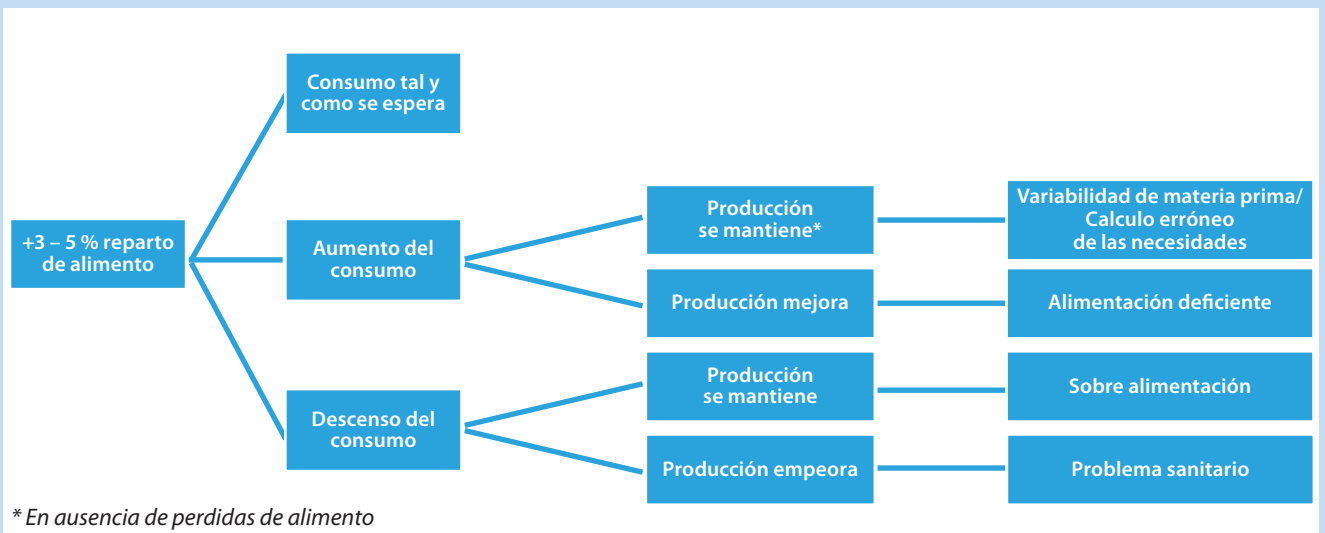 +3 – 5 % reparto
de alimento
Consumo tal y
como se espera
Aumento del
consumo
Descenso del
consumo
Producción
se mantiene*
Producción mejora
Producción
se mantiene
Producción empeora
Variabilidad de materia prima/
Calculo erróneo
de las necesidades
Alimentación deficiente
Sobre alimentación
Problema sanitario
* En ausencia de perdidas de alimento